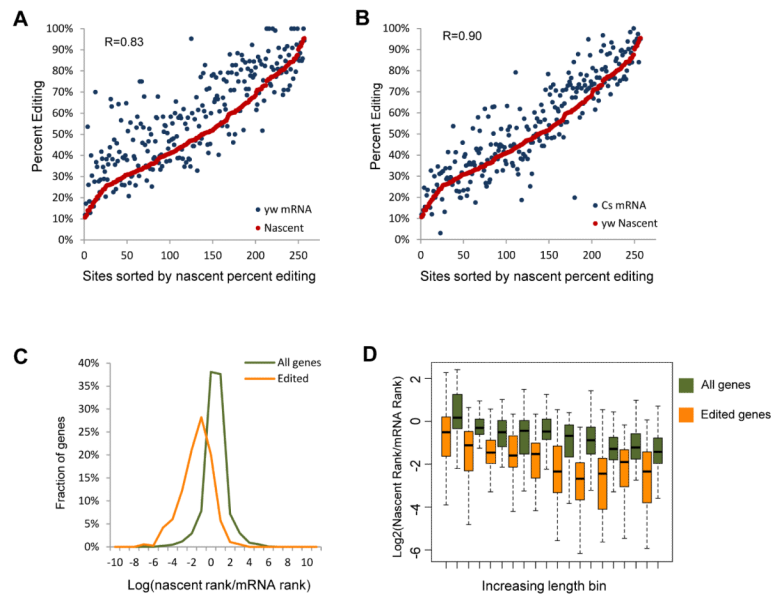 A
R=0.83
100%
90%
80%
70%
60%
50%
40%
30%
20%
10%
0%
Percent Editing
yw mRNA
Nascent
0 50 100 150 200 250
Sites sorted by nascent percent editing
B
R=0.90
100%
90%
80%
70%
60%
50%
40%
30%
20%
10%
0%
Percent Editing
Cs mRNA
yw Nascent
0 50 100 150 200 250
Sites sorted by nascent percent editing
C
All genes
Edited
40%
35%
30%
25%
20%
15%
10%
5%
0%
Fraction of genes
-10 -8 -6 -4 -2 0 2 4 6 8 10
Log(nascent rank/mRNA rank)
D
All genes
Edited genes
2
0
-2
-4
-6
Log2(Nascent Rank/mRNA Rank)
Increasing length bin